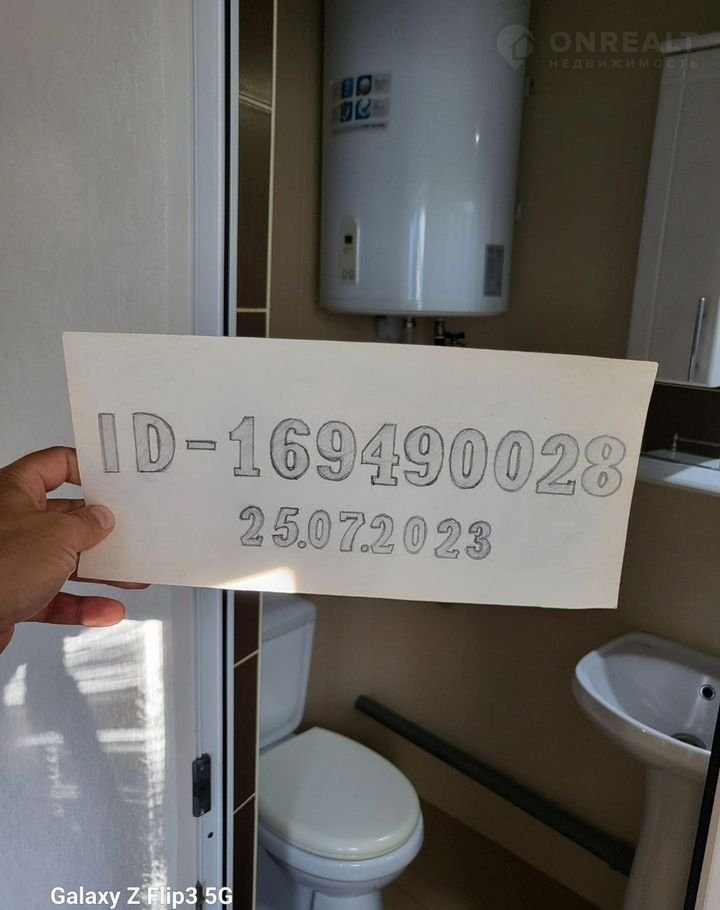 ONREALT
НЕДВИЖИМОСТЬ
ID-169490028
25.07.2023
Galaxy Z Flip3 5G